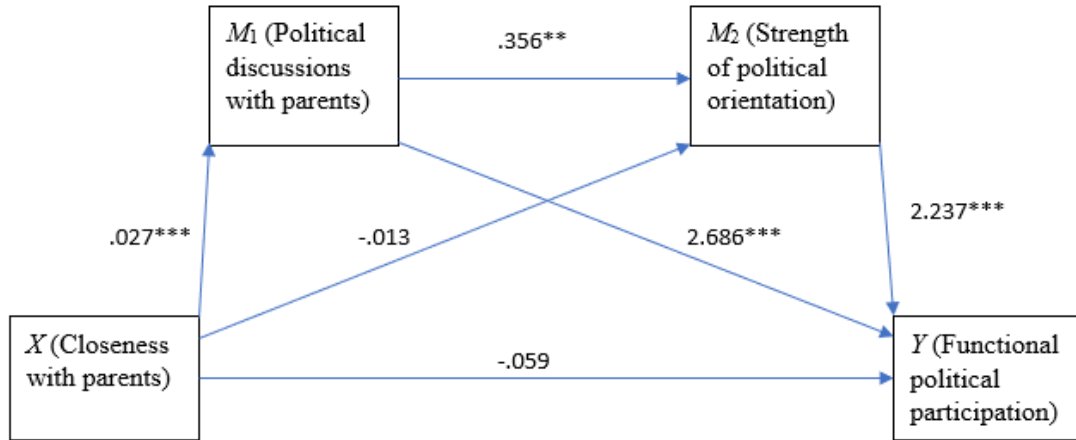 M1 (Political
discussions
with parents)
.356**
M2 (Strength
of political
orientation)
.027***
-.013
2.686***
2.237***
X (Closeness
with parents)
-.059
Y (Functional
political
participation)